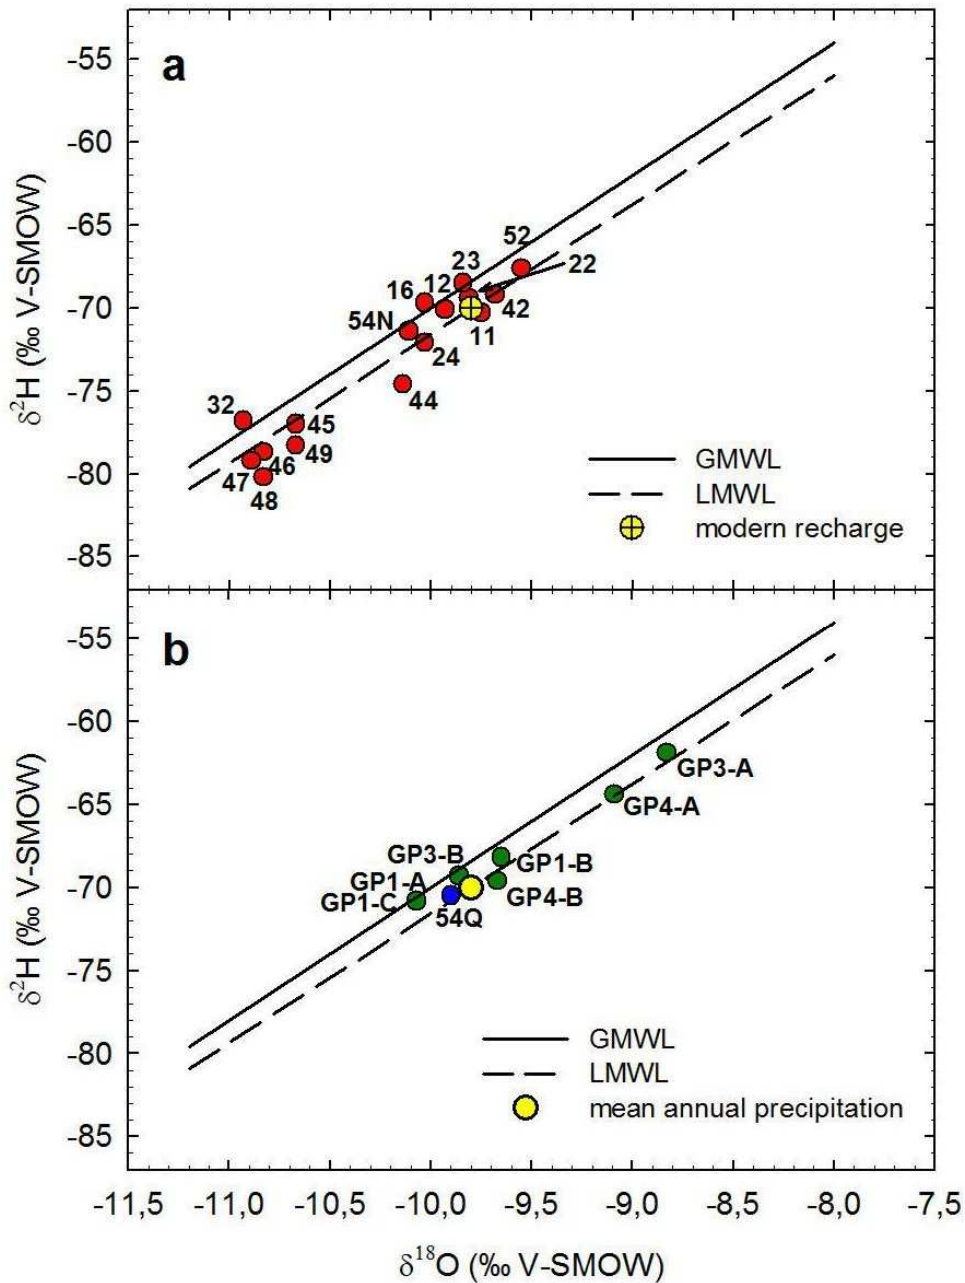 a
-55
-60
-65
-70
-75
-80
-85
δ²H (‰ V-SMOW)
52
23
22
16
12
42
54N
11
24
44
32
45
49
46
47
48
GMWL
LMWL
modern recharge
b
-55
-60
-65
-70
-75
-80
-85
δ²H (‰ V-SMOW)
GP3-A
GP4-A
GP3-B
GP1-B
GP1-A
GP4-B
GP1-C
54Q
GMWL
LMWL
mean annual precipitation
-11,5 -11,0 -10,5 -10,0 -9,5 -9,0 -8,5 -8,0 -7,5
δ¹⁸O (‰ V-SMOW)